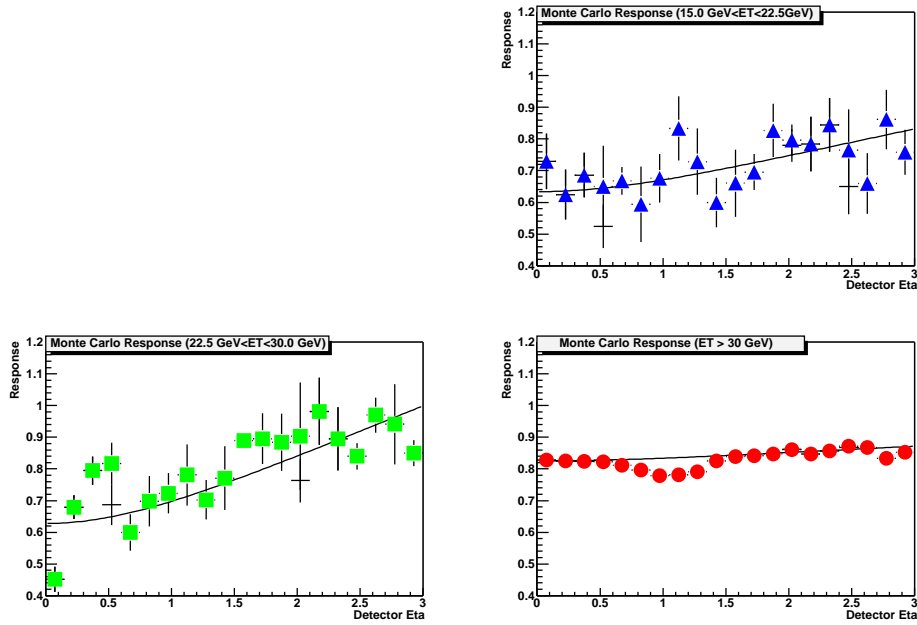 Monte Carlo Response (15.0 GeV<ET<22.5GeV)
Response
1.2
1.1
1
0.9
0.8
0.7
0.6
0.5
0.4
0 0.5 1 1.5 2 2.5 3
Detector Eta
Monte Carlo Response (22.5 GeV<ET<30.0 GeV)
Response
1.2
1.1
1
0.9
0.8
0.7
0.6
0.5
0.4
0 0.5 1 1.5 2 2.5 3
Detector Eta
Monte Carlo Response (ET > 30 GeV)
Response
1.2
1.1
1
0.9
0.8
0.7
0.6
0.5
0.4
0 0.5 1 1.5 2 2.5 3
Detector Eta